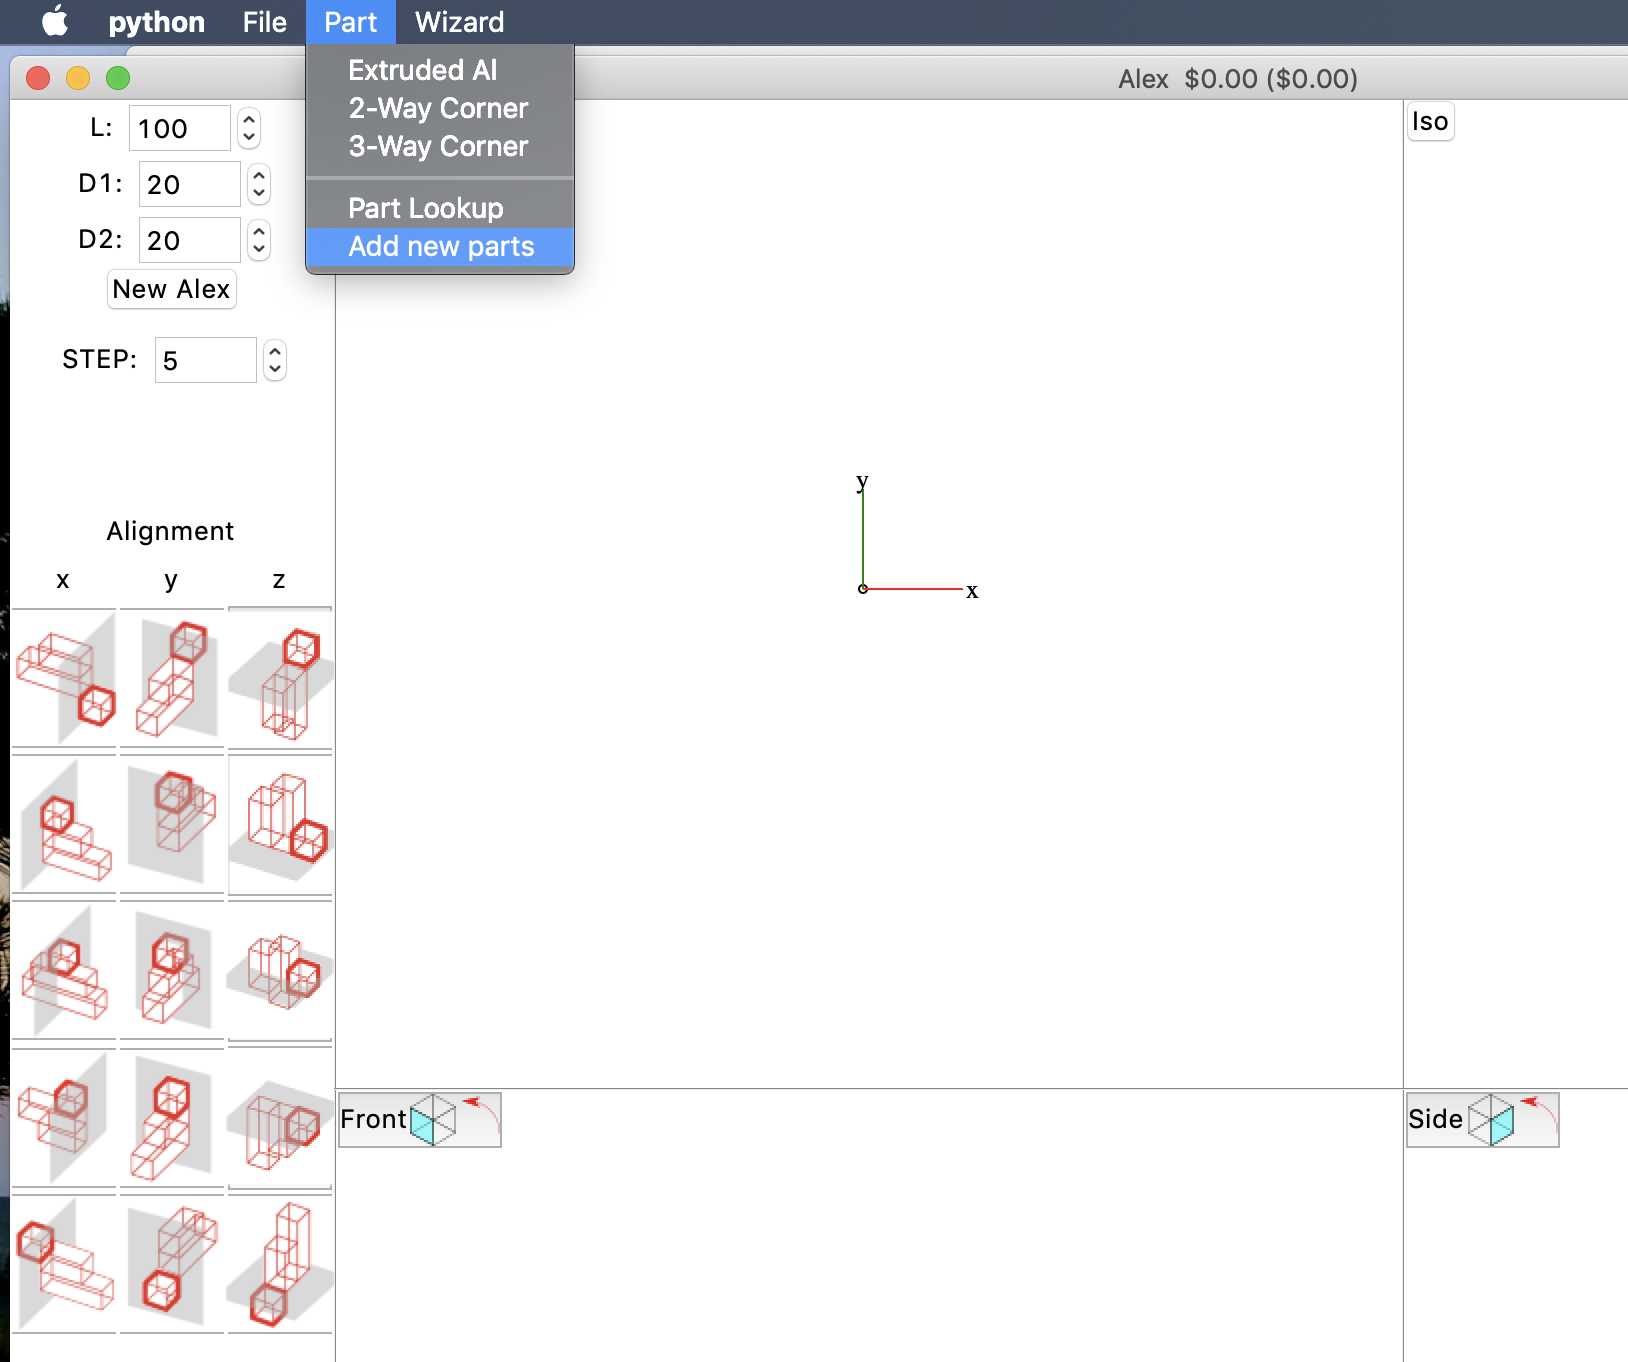 python File Part Wizard
Extruded Al
2-Way Corner
3-Way Corner
Part Lookup
Add new parts
Alex $0.00 ($0.00)
L: 100
D1: 20
D2: 20
New Alex
STEP: 5
Alignment
x y z
Iso
y
x
Front
Side